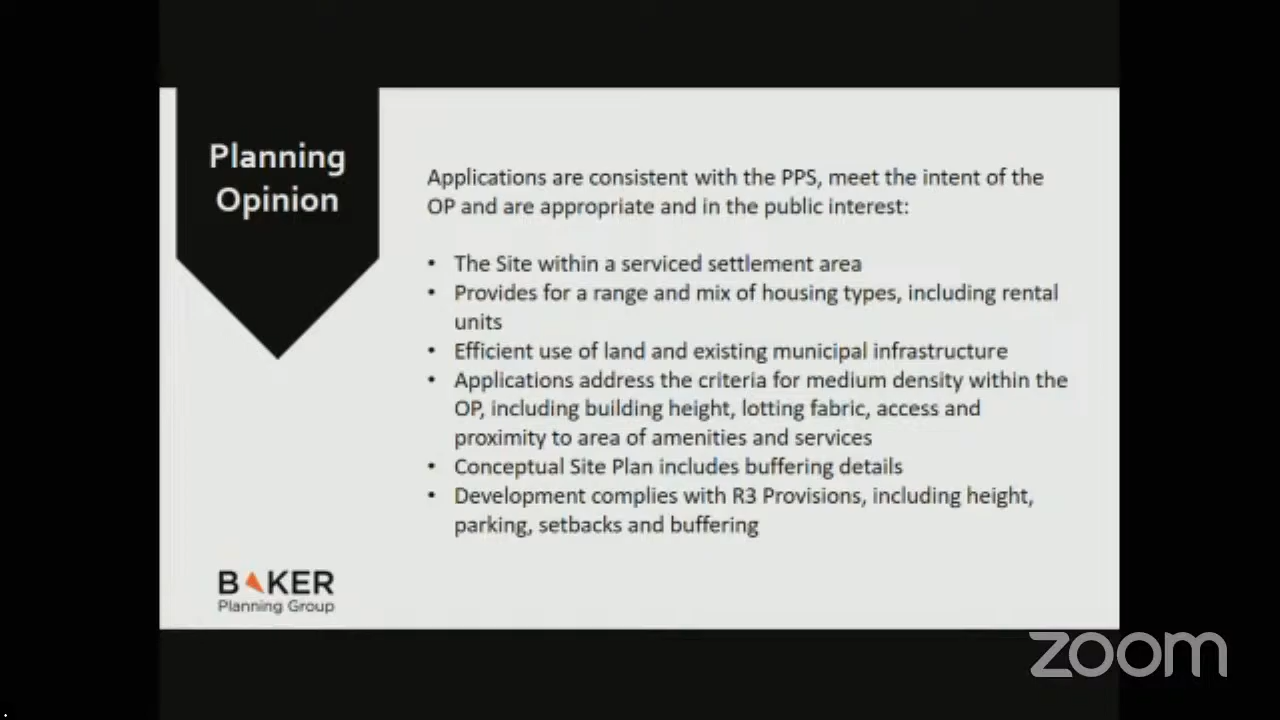 Planning
Opinion
Applications are consistent with the PPS, meet the intent of the
OP and are appropriate and in the public interest:
• The Site within a serviced settlement area
• Provides for a range and mix of housing types, including rental
units
• Efficient use of land and existing municipal infrastructure
• Applications address the criteria for medium density within the
OP, including building height, lotting fabric, access and
proximity to area of amenities and services
• Conceptual Site Plan includes buffering details
• Development complies with R3 Provisions, including height,
parking, setbacks and buffering
BAKER
Planning Group
zoom